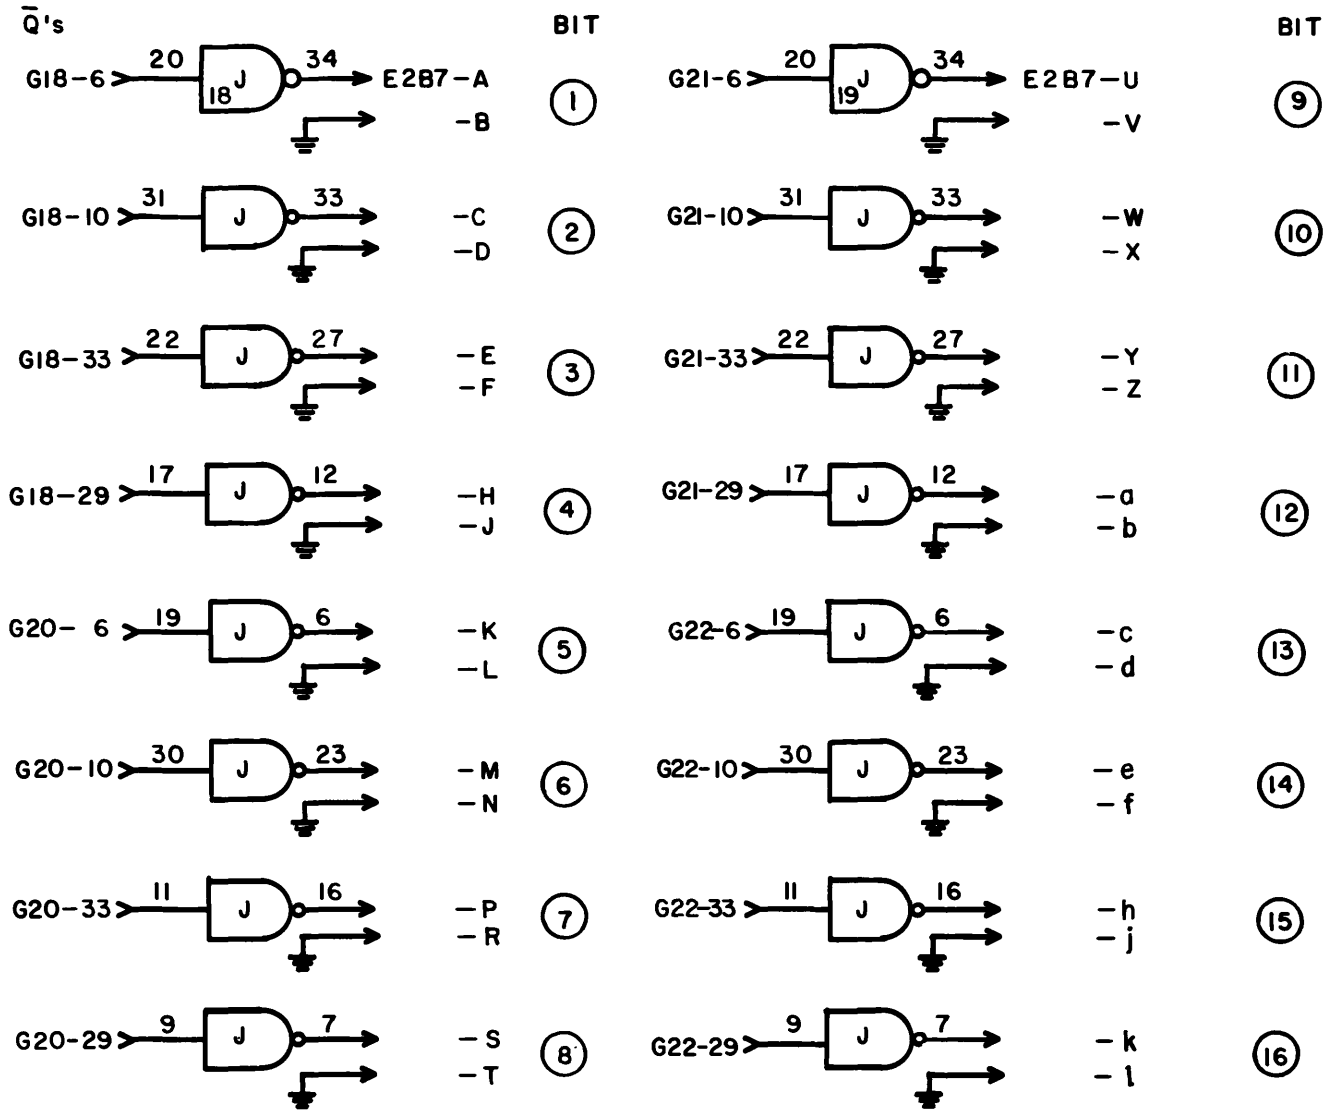 Q̄'s BIT BIT
20 34 20 34
G18-6 J E2B7-A G21-6 J E2B7-U
18 1 19 9
-B -V
31 33 31 33
G18-10 J -C G21-10 J -W
2 10
-D -X
22 27 22 27
G18-33 J -E G21-33 J -Y
3 11
-F -Z
17 12 17 12
G18-29 J -H G21-29 J -a
4 12
-J -b
19 6 19 6
G20- 6 J -K G22-6 J -c
5 13
-L -d
30 23 30 23
G20-10 J -M G22-10 J -e
6 14
-N -f
11 16 11 16
G20-33 J -P G22-33 J -h
7 15
-R -j
9 7 9 7
G20-29 J -S G22-29 J -k
8 16
-T -l